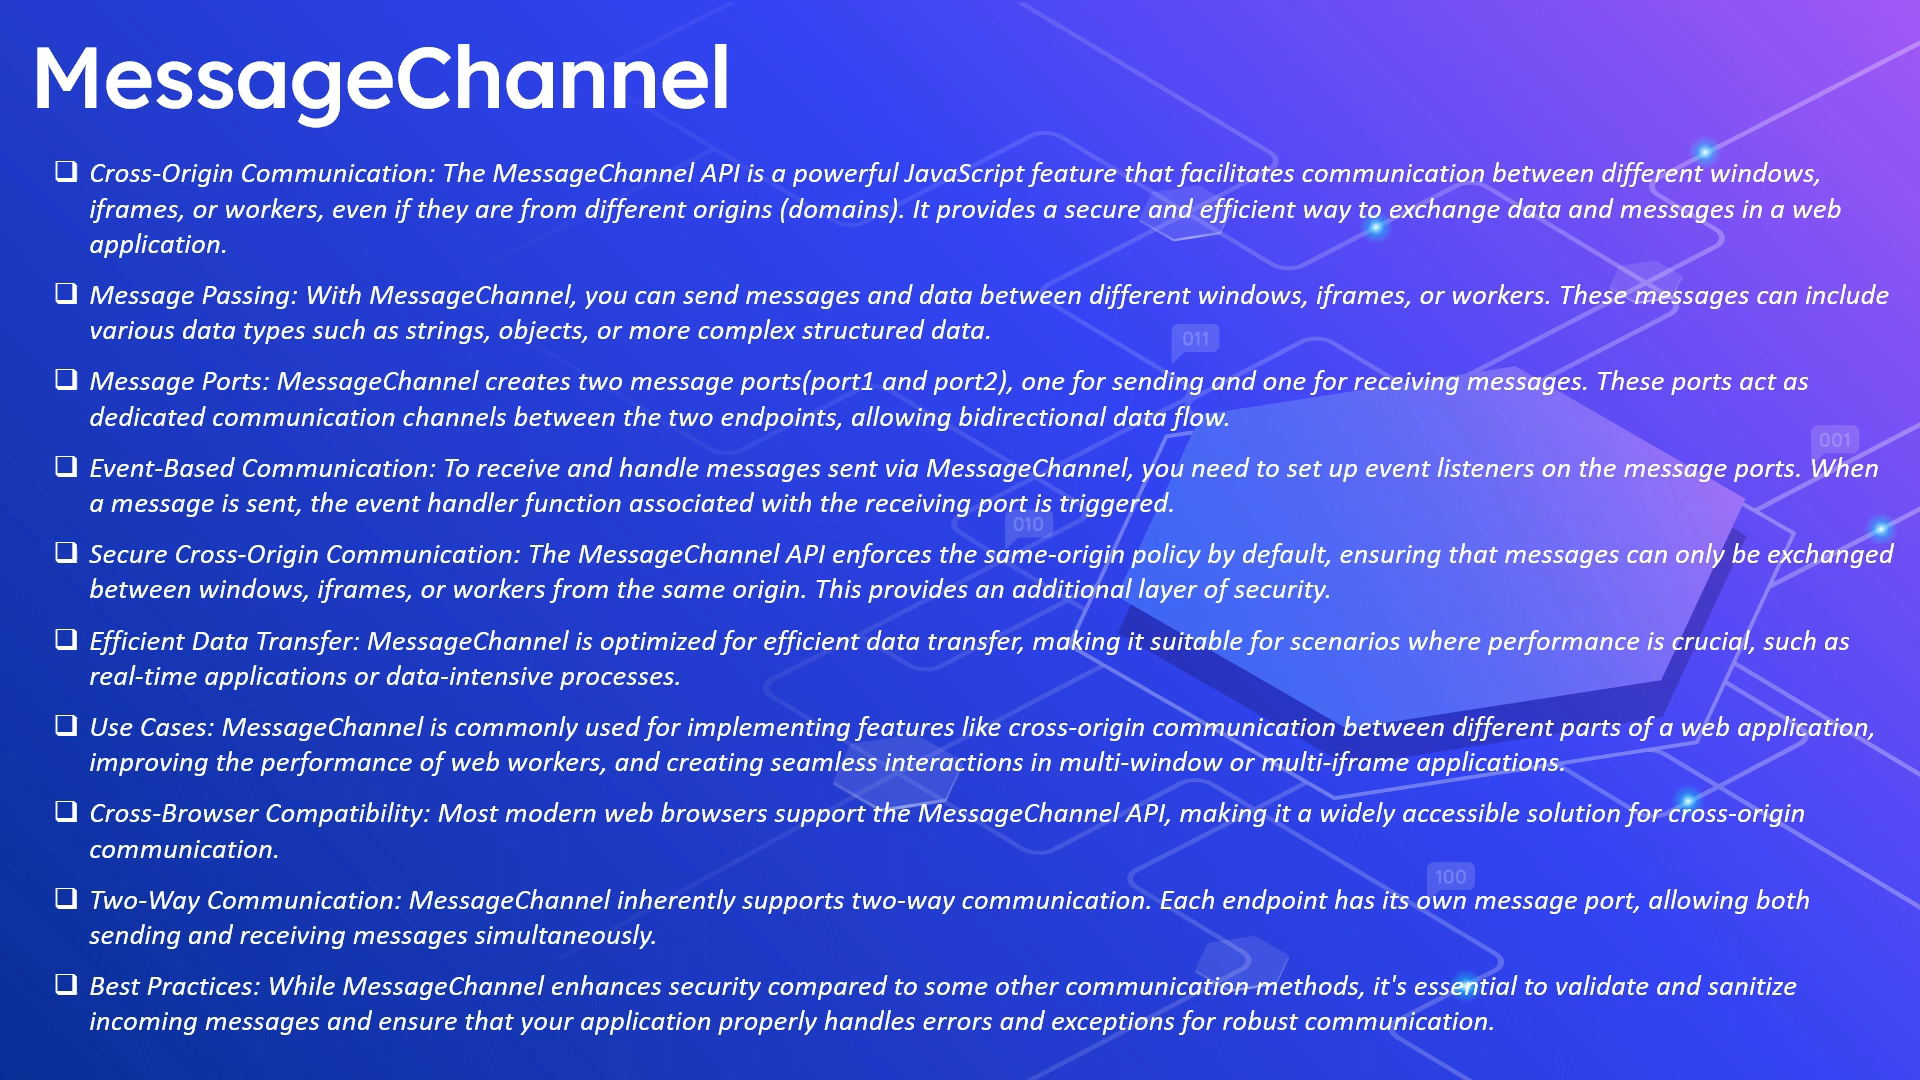 MessageChannel
❑ Cross-Origin Communication: The MessageChannel API is a powerful JavaScript feature that facilitates communication between different windows,
iframes, or workers, even if they are from different origins (domains). It provides a secure and efficient way to exchange data and messages in a web
application.
❑ Message Passing: With MessageChannel, you can send messages and data between different windows, iframes, or workers. These messages can include
various data types such as strings, objects, or more complex structured data.
011
❑ Message Ports: MessageChannel creates two message ports(port1 and port2), one for sending and one for receiving messages. These ports act as
dedicated communication channels between the two endpoints, allowing bidirectional data flow.
001
❑ Event-Based Communication: To receive and handle messages sent via MessageChannel, you need to set up event listeners on the message ports. When
a message is sent, the event handler function associated with the receiving port is triggered.
010
❑ Secure Cross-Origin Communication: The MessageChannel API enforces the same-origin policy by default, ensuring that messages can only be exchanged
between windows, iframes, or workers from the same origin. This provides an additional layer of security.
❑ Efficient Data Transfer: MessageChannel is optimized for efficient data transfer, making it suitable for scenarios where performance is crucial, such as
real-time applications or data-intensive processes.
❑ Use Cases: MessageChannel is commonly used for implementing features like cross-origin communication between different parts of a web application,
improving the performance of web workers, and creating seamless interactions in multi-window or multi-iframe applications.
❑ Cross-Browser Compatibility: Most modern web browsers support the MessageChannel API, making it a widely accessible solution for cross-origin
communication.
100
❑ Two-Way Communication: MessageChannel inherently supports two-way communication. Each endpoint has its own message port, allowing both
sending and receiving messages simultaneously.
❑ Best Practices: While MessageChannel enhances security compared to some other communication methods, it's essential to validate and sanitize
incoming messages and ensure that your application properly handles errors and exceptions for robust communication.